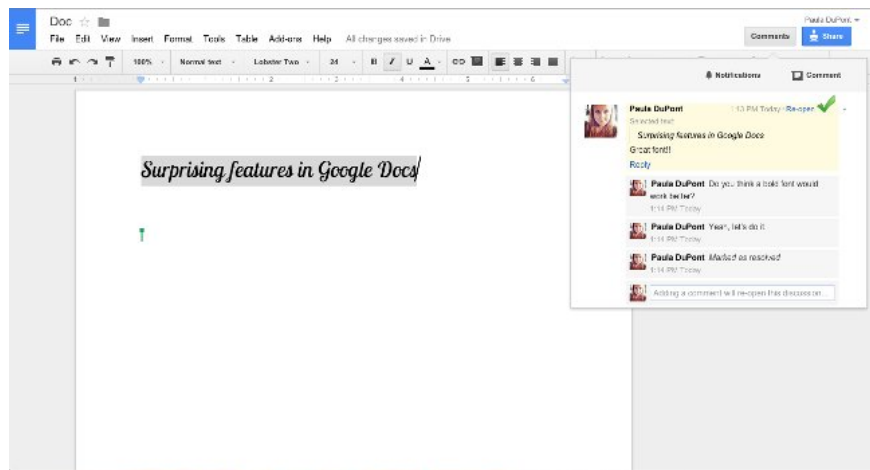 Doc
Paula DuPont
File Edit View Insert Format Tools Table Add-ons Help All changes saved in Drive
Comments Share
100% Normal text Lobster Two 24 B I U A
Notifications Comment
Paula DuPont 1:13 PM Today Re-open
Selected text:
Surprising features in Google Docs
Great font!!
Reply
Paula DuPont Do you think a bold font would
work better?
1:14 PM Today
Paula DuPont Yeah, let's do it
1:14 PM Today
Paula DuPont Marked as resolved
1:14 PM Today
Adding a comment will re-open this discussion...
Surprising features in Google Docs